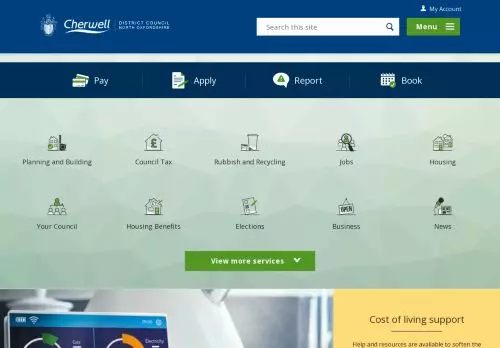 My Account
Cherwell
DISTRICT COUNCIL
NORTH OXFORDSHIRE
Search this site
Menu
Pay
Apply
Report
Book
Planning and Building
Council Tax
Rubbish and Recycling
Jobs
Housing
Your Council
Housing Benefits
Elections
Business
News
View more services
Gas
Electricity
Cost of living support
Help and resources are available to soften the